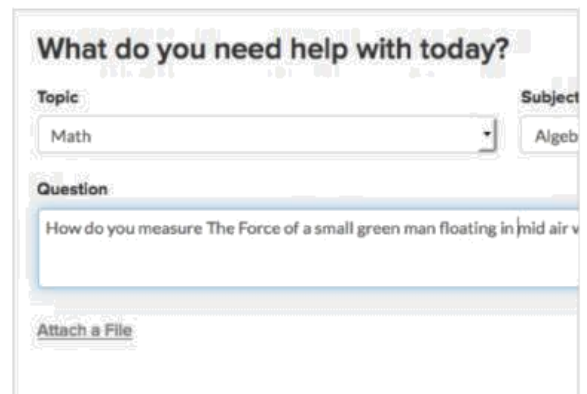 What do you need help with today?
Topic Subject
Math Algeb
Question
How do you measure The Force of a small green man floating in mid air v
Attach a File